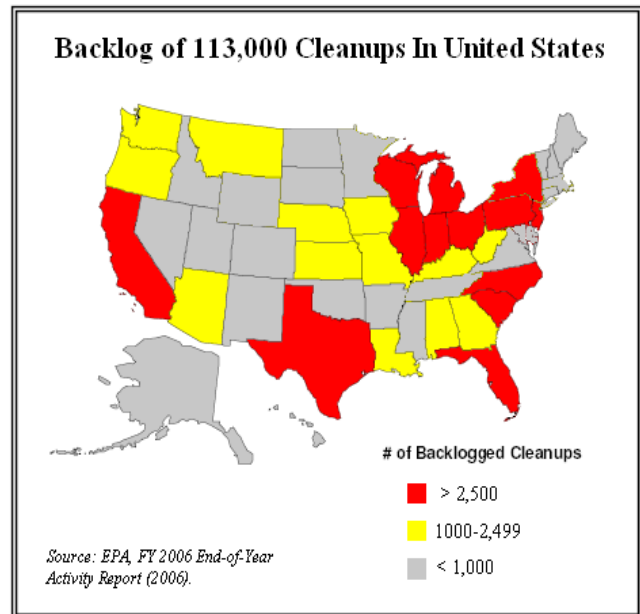 Backlog of 113,000 Cleanups In United States
# of Backlogged Cleanups
> 2,500
1000-2,499
< 1,000
Source: EPA, FY 2006 End-of-Year
Activity Report (2006).